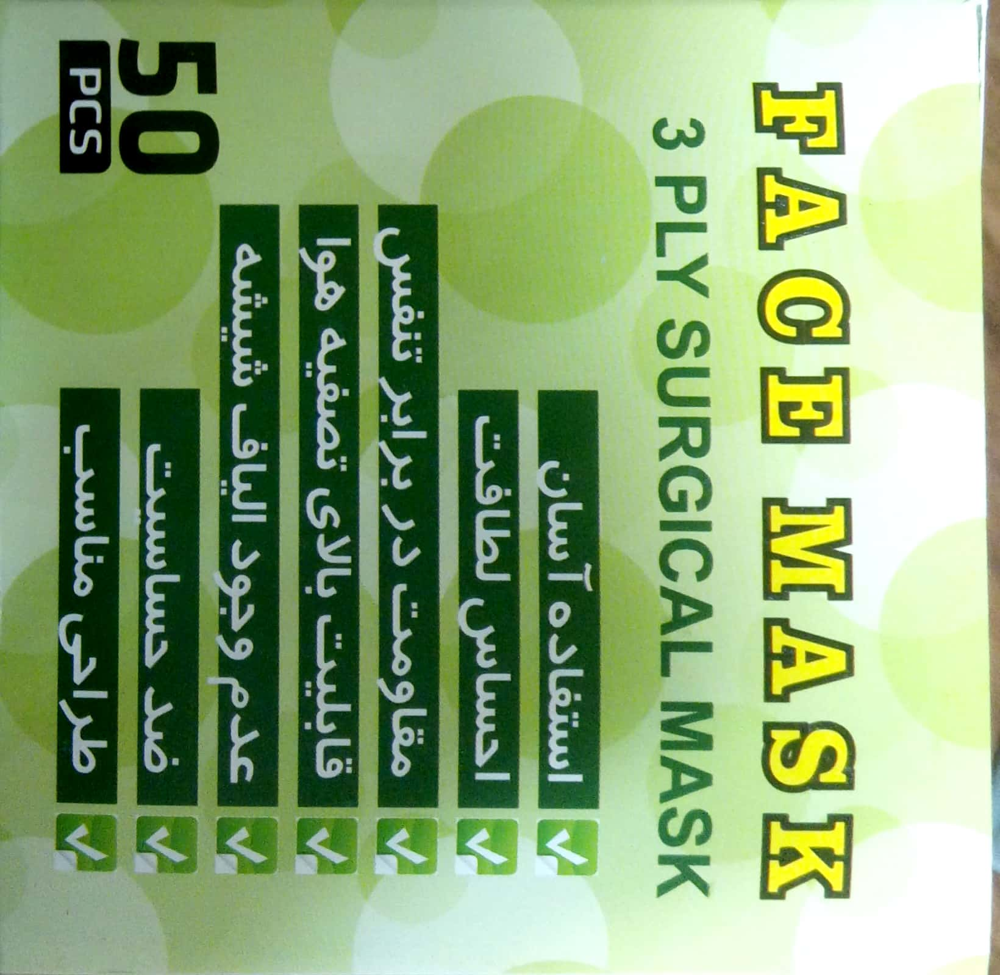 FACE MASK
3 PLY SURGICAL MASK
استفاده آسان
احساس لطافت
مقاومت در برابر تنفس
قابلیت بالای تصفیه هوا
عدم وجود الیاف شیشه
ضد حساسیت
طراحی مناسب
50
PCS